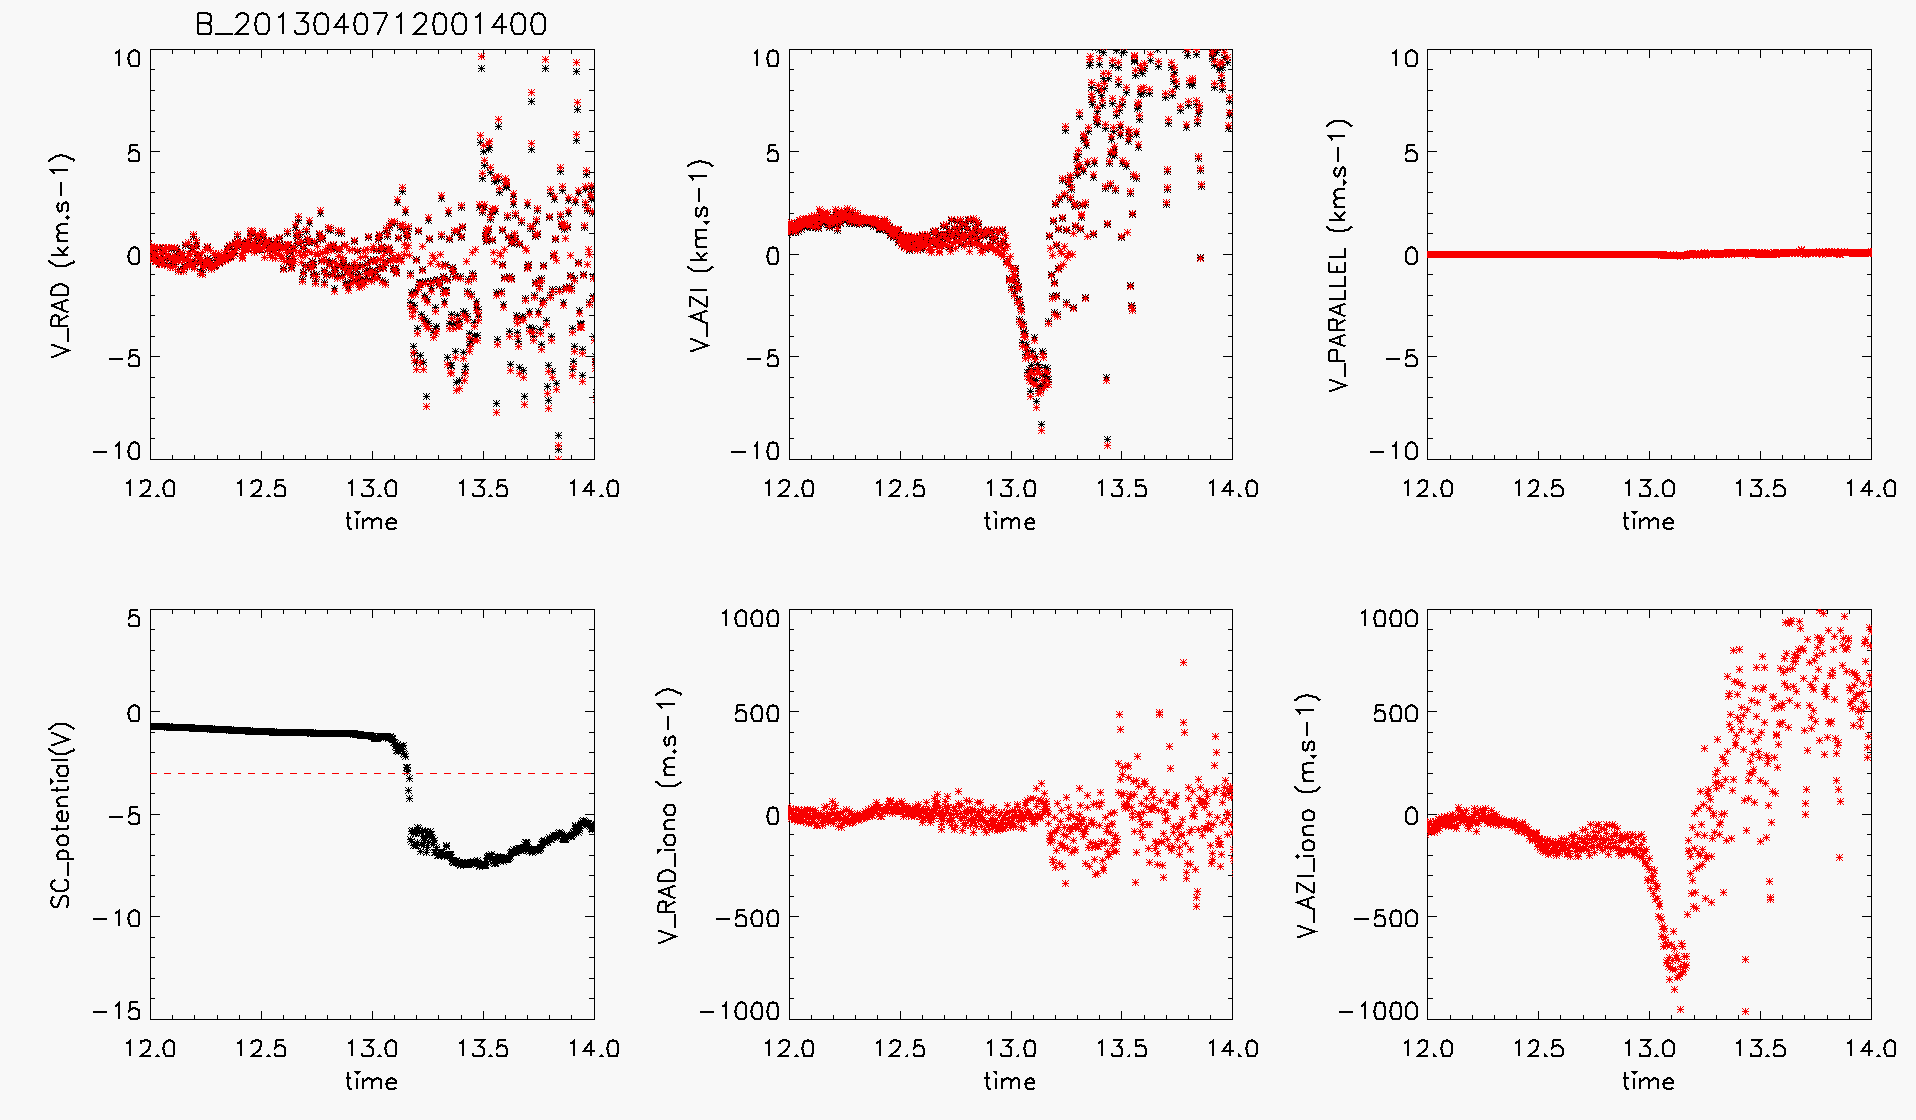 B_2013040712001400
V_RAD (km.s−1)
10
5
0
−5
−10
12.0 12.5 13.0 13.5 14.0
time
V_AZI (km.s−1)
10
5
0
−5
−10
12.0 12.5 13.0 13.5 14.0
time
V_PARALLEL (km.s−1)
10
5
0
−5
−10
12.0 12.5 13.0 13.5 14.0
time
SC_potential(V)
5
0
−5
−10
−15
12.0 12.5 13.0 13.5 14.0
time
V_RAD_iono (m.s−1)
1000
500
0
−500
−1000
12.0 12.5 13.0 13.5 14.0
time
V_AZI_iono (m.s−1)
1000
500
0
−500
−1000
12.0 12.5 13.0 13.5 14.0
time